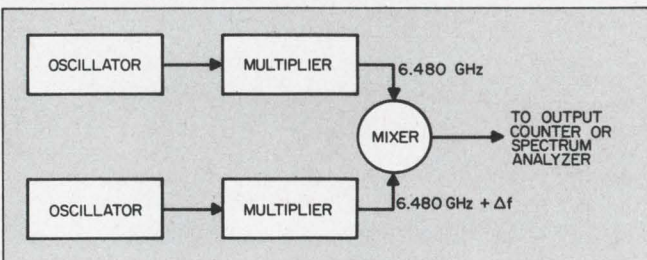 OSCILLATOR
MULTIPLIER
6.480 GHz
MIXER
TO OUTPUT
COUNTER OR
SPECTRUM
ANALYZER
OSCILLATOR
MULTIPLIER
6.480 GHz + Δf